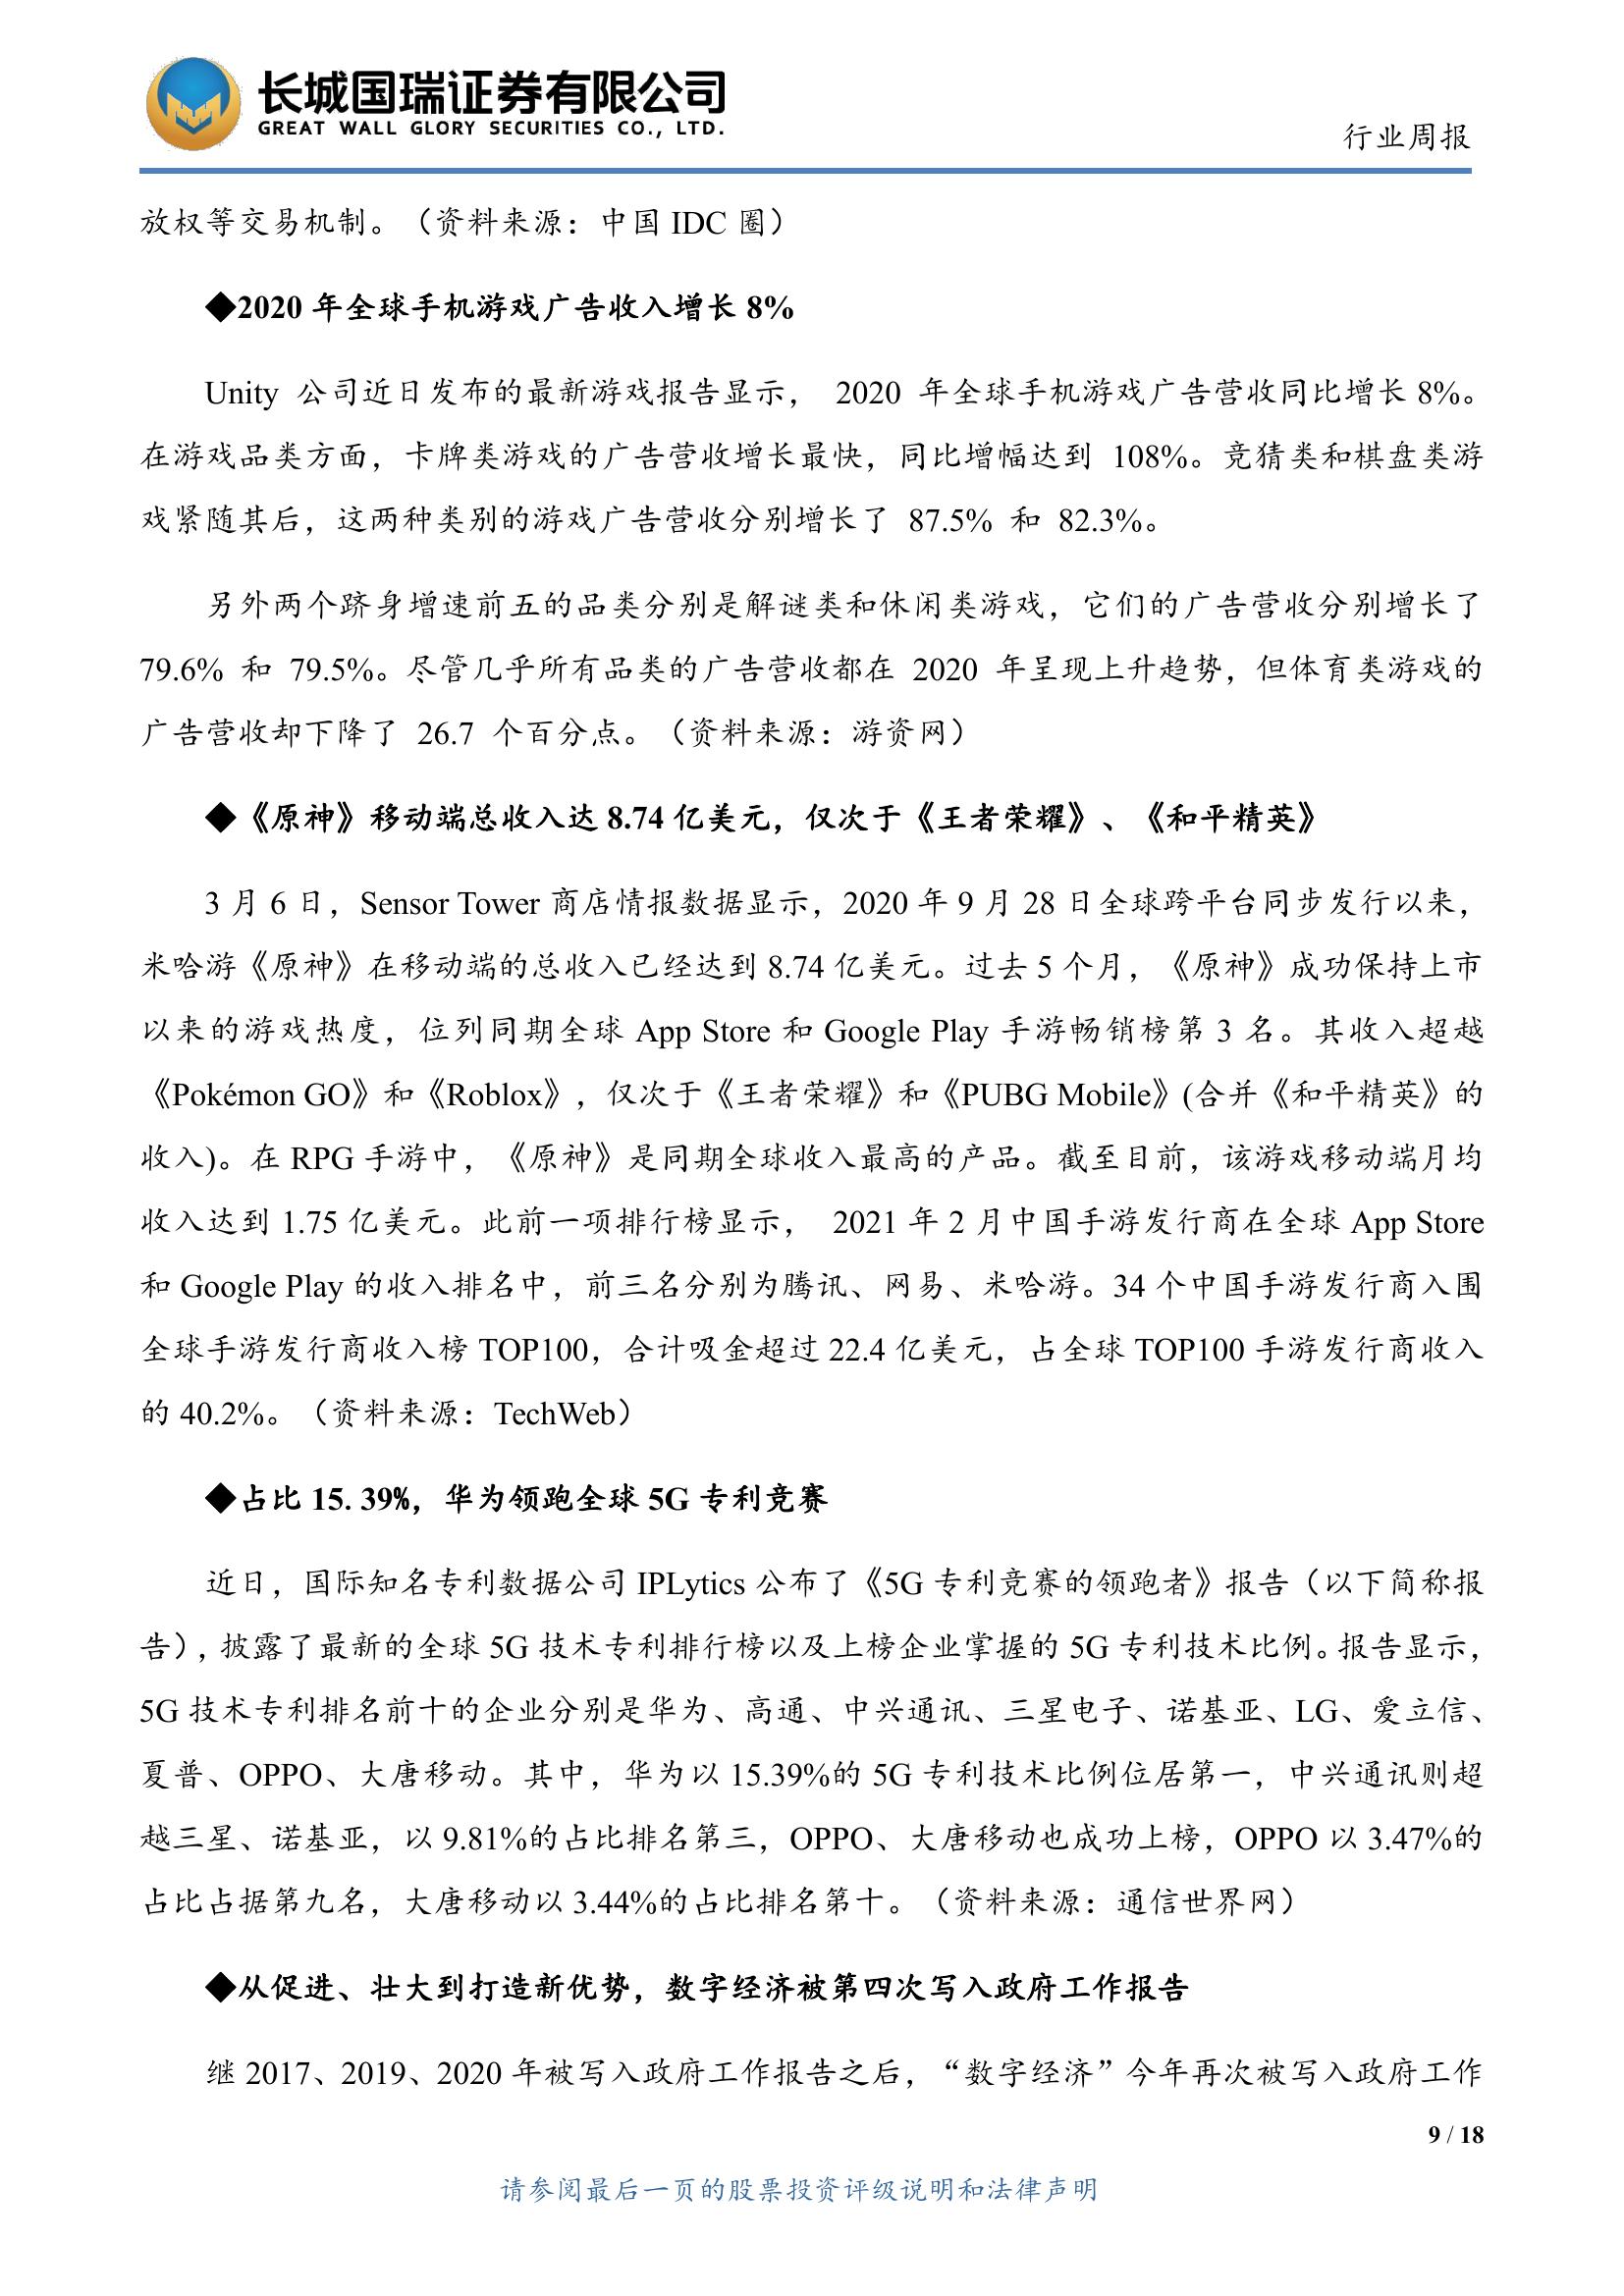 长城国瑞证券有限公司
GREAT WALL GLORY SECURITIES CO., LTD.
行业周报
放权等交易机制。（资料来源：中国 IDC 圈）
◆2020 年全球手机游戏广告收入增长 8%
Unity 公司近日发布的最新游戏报告显示， 2020 年全球手机游戏广告营收同比增长 8%。
在游戏品类方面，卡牌类游戏的广告营收增长最快，同比增幅达到 108%。竞猜类和棋盘类游
戏紧随其后，这两种类别的游戏广告营收分别增长了 87.5% 和 82.3%。
另外两个跻身增速前五的品类分别是解谜类和休闲类游戏，它们的广告营收分别增长了
79.6% 和 79.5%。尽管几乎所有品类的广告营收都在 2020 年呈现上升趋势，但体育类游戏的
广告营收却下降了 26.7 个百分点。（资料来源：游资网）
◆《原神》移动端总收入达 8.74 亿美元，仅次于《王者荣耀》、《和平精英》
3 月 6 日，Sensor Tower 商店情报数据显示，2020 年 9 月 28 日全球跨平台同步发行以来，
米哈游《原神》在移动端的总收入已经达到 8.74 亿美元。过去 5 个月，《原神》成功保持上市
以来的游戏热度，位列同期全球 App Store 和 Google Play 手游畅销榜第 3 名。其收入超越
《Pokémon GO》和《Roblox》，仅次于《王者荣耀》和《PUBG Mobile》(合并《和平精英》的
收入)。在 RPG 手游中，《原神》是同期全球收入最高的产品。截至目前，该游戏移动端月均
收入达到 1.75 亿美元。此前一项排行榜显示， 2021 年 2 月中国手游发行商在全球 App Store
和 Google Play 的收入排名中，前三名分别为腾讯、网易、米哈游。34 个中国手游发行商入围
全球手游发行商收入榜 TOP100，合计吸金超过 22.4 亿美元，占全球 TOP100 手游发行商收入
的 40.2%。（资料来源：TechWeb）
◆占比 15. 39%，华为领跑全球 5G 专利竞赛
近日，国际知名专利数据公司 IPLytics 公布了《5G 专利竞赛的领跑者》报告（以下简称报
告），披露了最新的全球 5G 技术专利排行榜以及上榜企业掌握的 5G 专利技术比例。报告显示，
5G 技术专利排名前十的企业分别是华为、高通、中兴通讯、三星电子、诺基亚、LG、爱立信、
夏普、OPPO、大唐移动。其中，华为以 15.39%的 5G 专利技术比例位居第一，中兴通讯则超
越三星、诺基亚，以 9.81%的占比排名第三，OPPO、大唐移动也成功上榜，OPPO 以 3.47%的
占比占据第九名，大唐移动以 3.44%的占比排名第十。（资料来源：通信世界网）
◆从促进、壮大到打造新优势，数字经济被第四次写入政府工作报告
继 2017、2019、2020 年被写入政府工作报告之后，“数字经济”今年再次被写入政府工作
9 / 18
请参阅最后一页的股票投资评级说明和法律声明